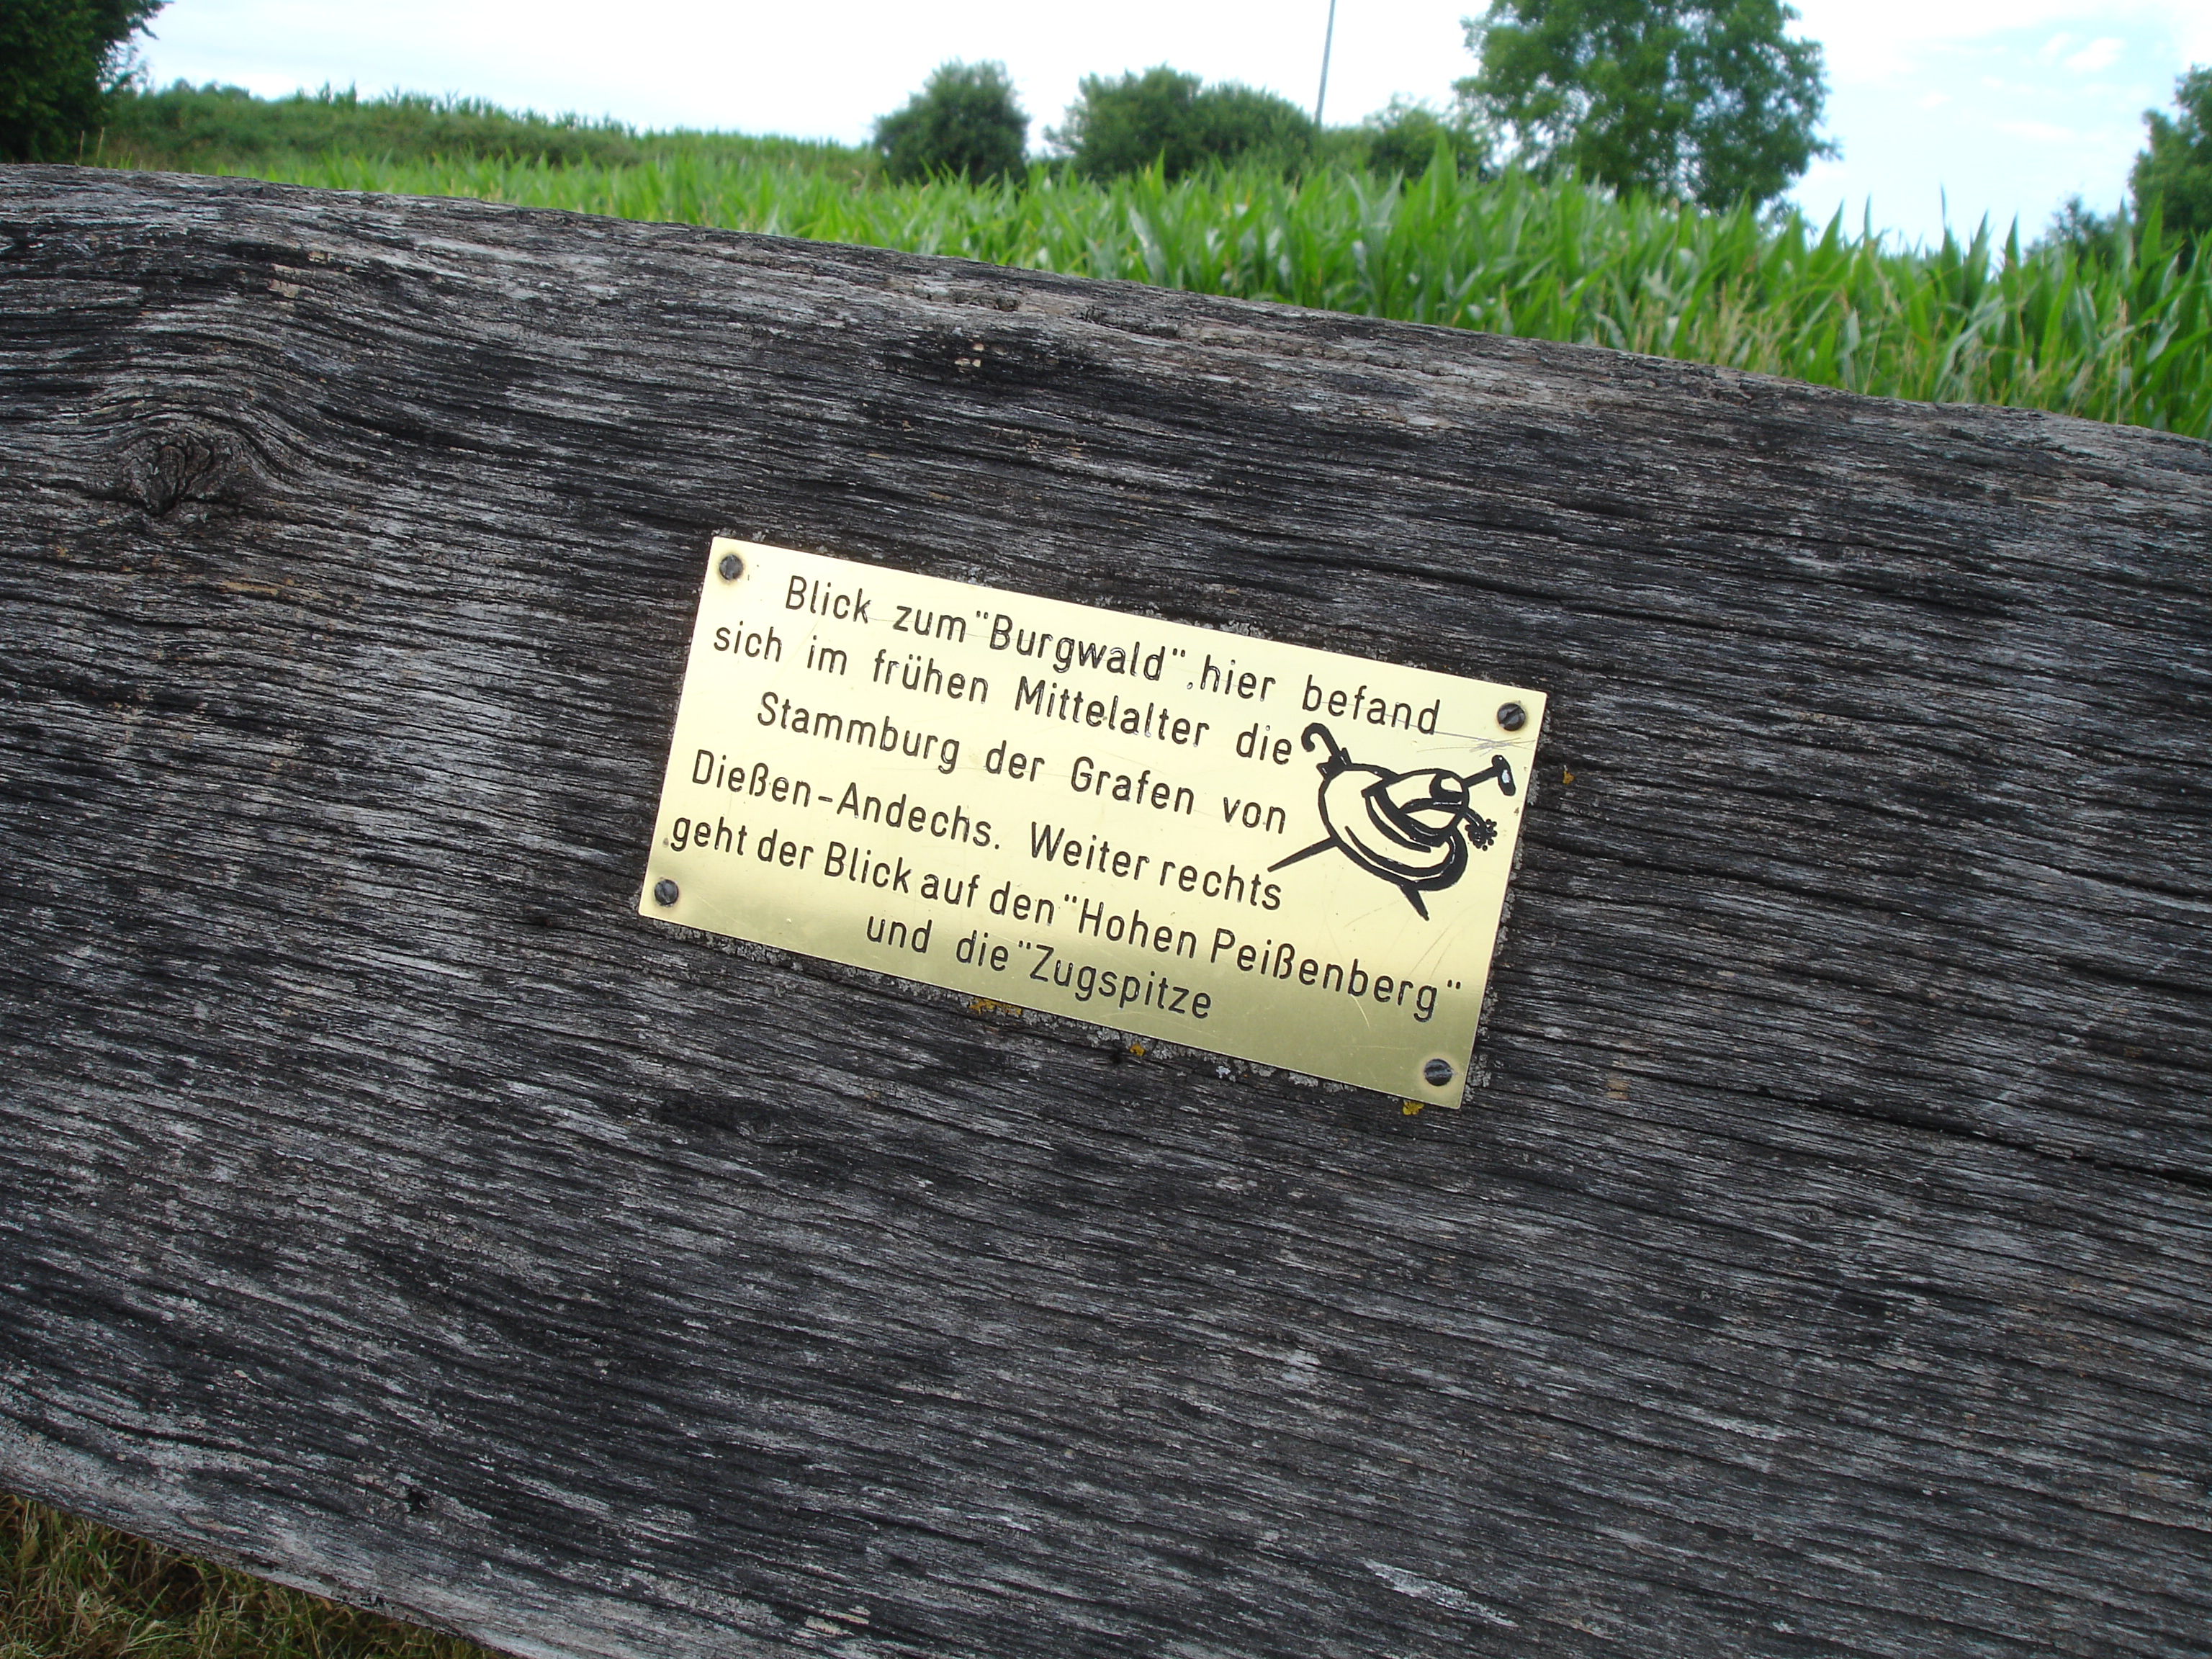 Blick zum "Burgwald", hier befand
sich im frühen Mittelalter die
Stammburg der Grafen von
Dießen-Andechs. Weiter rechts
geht der Blick auf den "Hohen Peißenberg"
und die "Zugspitze